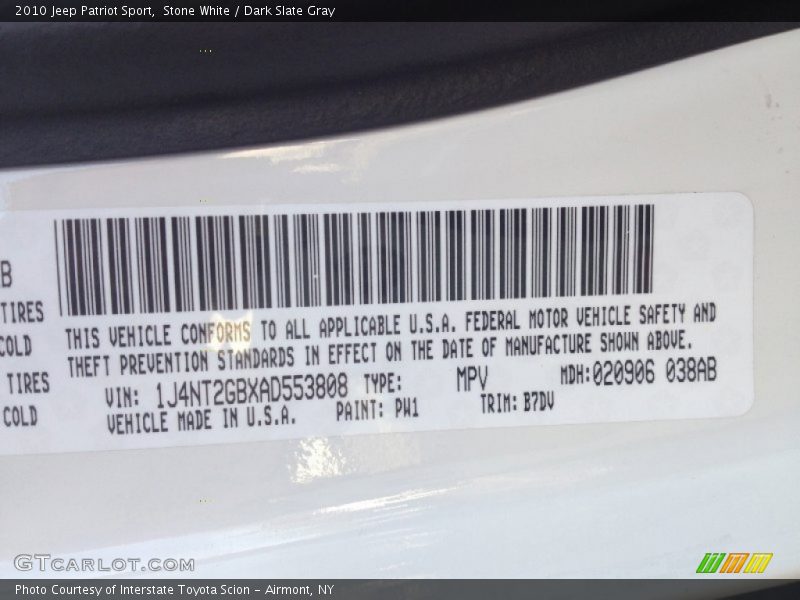 2010 Jeep Patriot Sport, Stone White / Dark Slate Gray
B
TIRES
COLD
TIRES
COLD
THIS VEHICLE CONFORMS TO ALL APPLICABLE U.S.A. FEDERAL MOTOR VEHICLE SAFETY AND
THEFT PREVENTION STANDARDS IN EFFECT ON THE DATE OF MANUFACTURE SHOWN ABOVE.
VIN: 1J4NT2GBXAD553808 TYPE: MPV MDH:020906 038AB
VEHICLE MADE IN U.S.A. PAINT: PW1 TRIM: B7DV
GTCARLOT.COM
Photo Courtesy of Interstate Toyota Scion - Airmont, NY